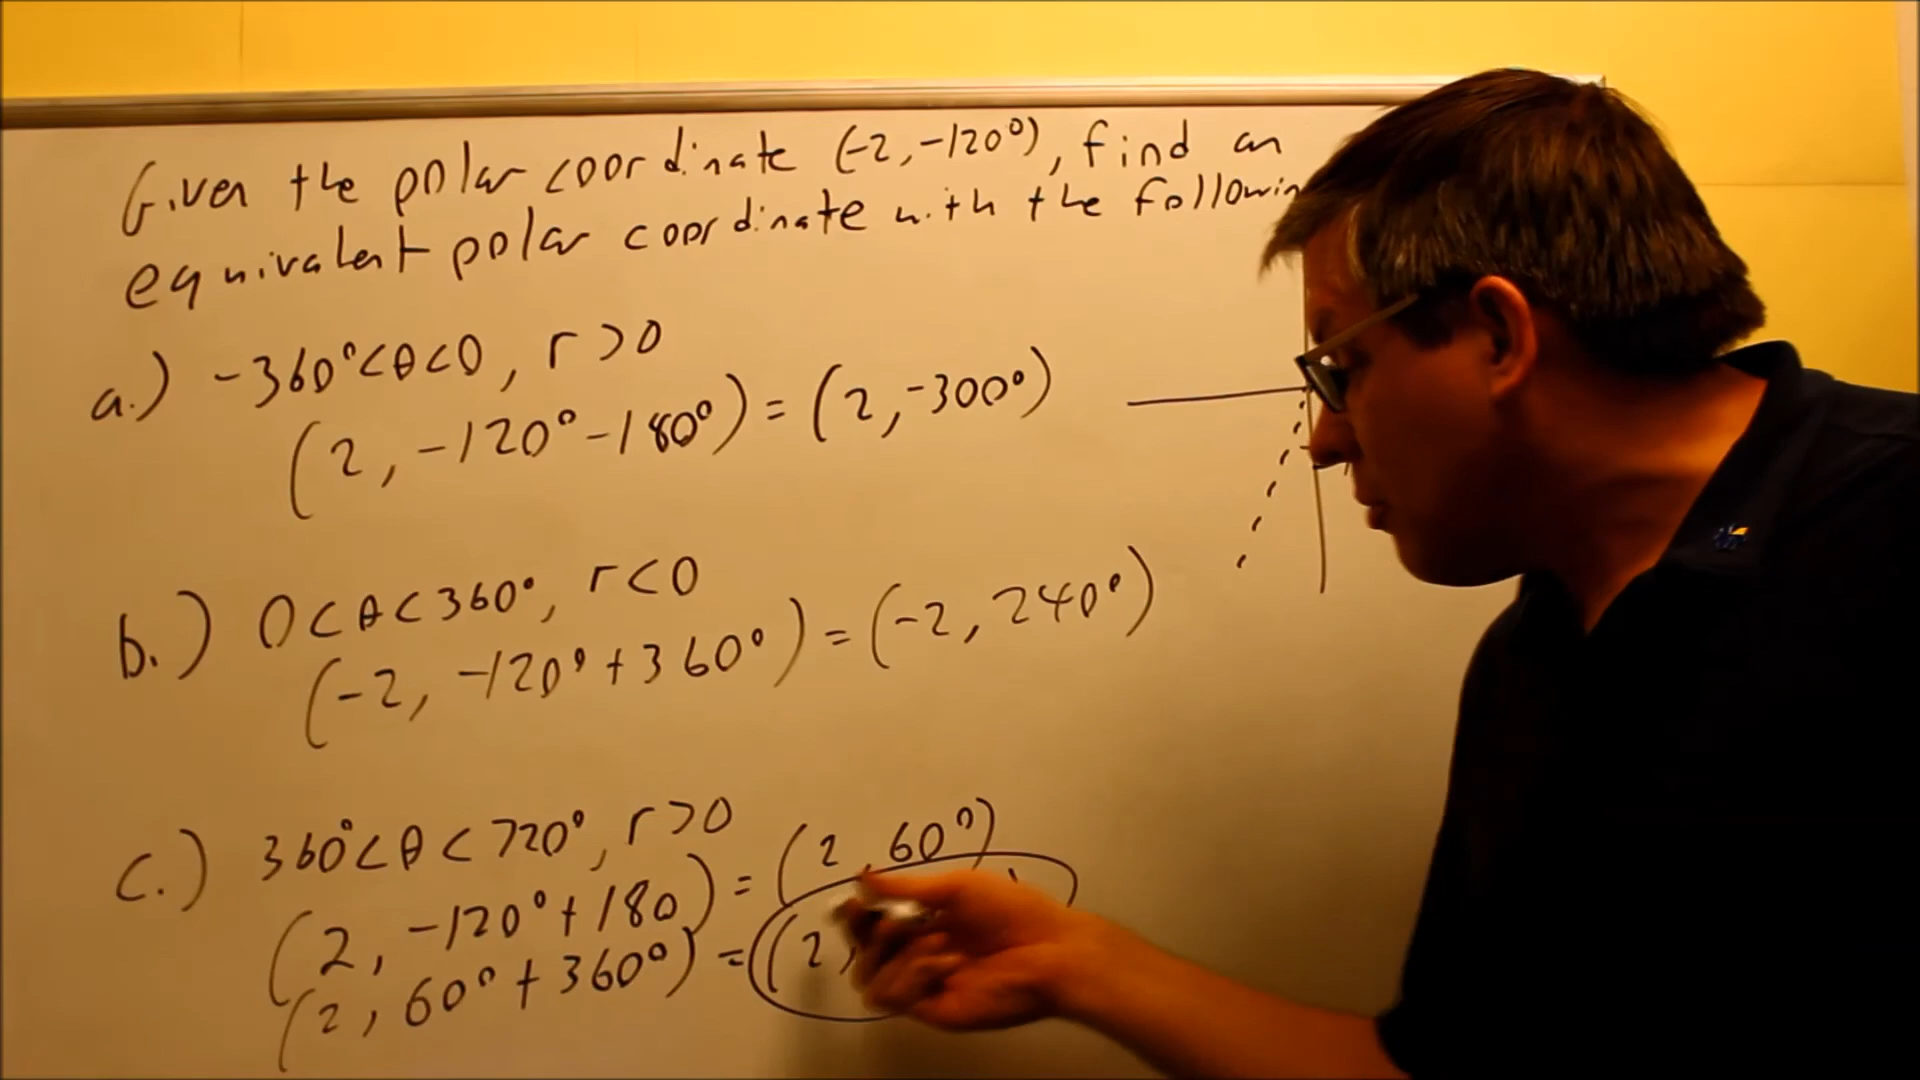 Given the polar coordinate (-2,-120°), find an
equivalent polar coordinate with the
a.) -360°<θ<0, r>0
(2, -120°-180°) = (2,-300°)
b.) 0<θ<360°, r<0
(-2, -120°+360°) = (-2, 240°)
c.) 360°<θ<720°, r>0
(2, -120°+180) = (2, 60°)
(2, 60°+360°) = (2,